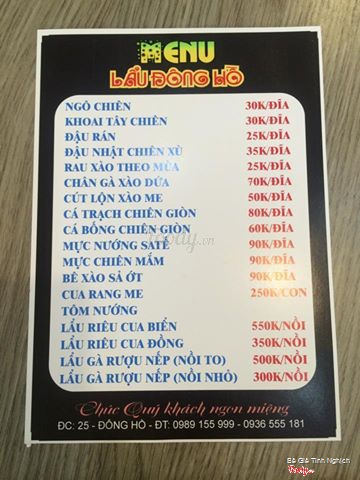 MENU
LẨU ĐỒNG HỒ
NGÔ CHIÊN 30K/ĐĨA
KHOAI TÂY CHIÊN 30K/ĐĨA
ĐẬU RÁN 25K/ĐĨA
ĐẬU NHẬT CHIÊN XÙ 35K/ĐĨA
RAU XÀO THEO MÙA 25K/ĐĨA
CHÂN GÀ XÀO DỨA 70K/ĐĨA
CÚT LỘN XÀO ME 50K/ĐĨA
CÁ TRẠCH CHIÊN GIÒN 80K/ĐĨA
CÁ BỐNG CHIÊN GIÒN 60K/ĐĨA
MỰC NƯỚNG SATẾ 90K/ĐĨA
MỰC CHIÊN MẮM 90K/ĐĨA
BÊ XÀO SẢ ỚT 90K/ĐĨA
CUA RANG ME 250K/CON
TÔM NƯỚNG
LẨU RIÊU CUA BIỂN 550K/NỒI
LẨU RIÊU CUA ĐỒNG 350K/NỒI
LẨU GÀ RƯỢU NẾP (NỒI TO) 500K/NỒI
LẨU GÀ RƯỢU NẾP (NỒI NHỎ) 300K/NỒI
Chúc Quý khách ngon miệng
ĐC: 25 - ĐỒNG HỒ - ĐT: 0989 155 999 - 0936 555 181
Bà Già Tinh Nghịch